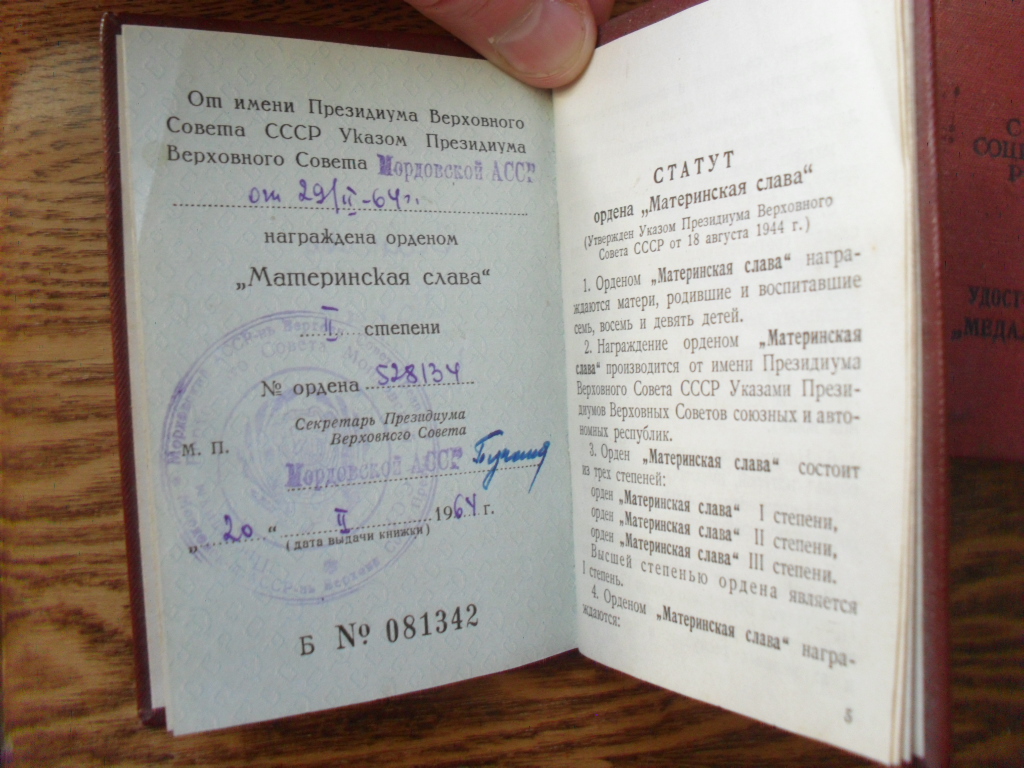 От имени Президиума Верховного
Совета СССР Указом Президиума
Верховного Совета Мордовской АССР
от 29/II-64г.
награждена орденом
„Материнская слава“
II степени
№ ордена 528134
Секретарь Президиума
Верховного Совета
М. П.
Мордовской АССР
„20“ II 1964 г.
(дата выдачи книжки)
Б № 081342
СТАТУТ
ордена „Материнская слава“
(Утвержден Указом Президиума Верховного
Совета СССР от 18 августа 1944 г.)
1. Орденом „Материнская слава“ награ-
ждаются матери, родившие и воспитавшие
семь, восемь и девять детей.
2. Награждение орденом „Материнская
слава“ производится от имени Президиума
Верховного Совета СССР Указами Прези-
диумов Верховных Советов союзных и авто-
номных республик.
3. Орден „Материнская слава“ состоит
из трех степеней:
орден „Материнская слава“ I степени,
орден „Материнская слава“ II степени,
орден „Материнская слава“ III степени.
Высшей степенью ордена является
I степень.
4. Орденом „Материнская слава“ награ-
ждаются:
5
С
СОЦИ
Р
УДОСТ
„МЕДАЛ